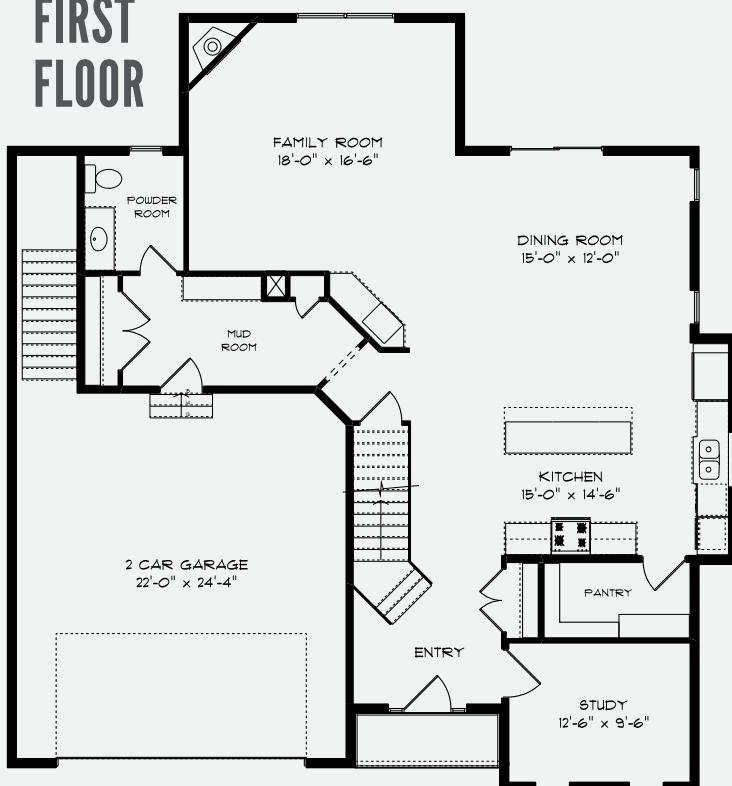 FIRST
FLOOR
FAMILY ROOM
18'-0" x 16'-6"
POWDER
ROOM
DINING ROOM
15'-0" x 12'-0"
MUD
ROOM
KITCHEN
15'-0" x 14'-6"
2 CAR GARAGE
22'-0" x 24'-4"
PANTRY
ENTRY
STUDY
12'-6" x 9'-6"